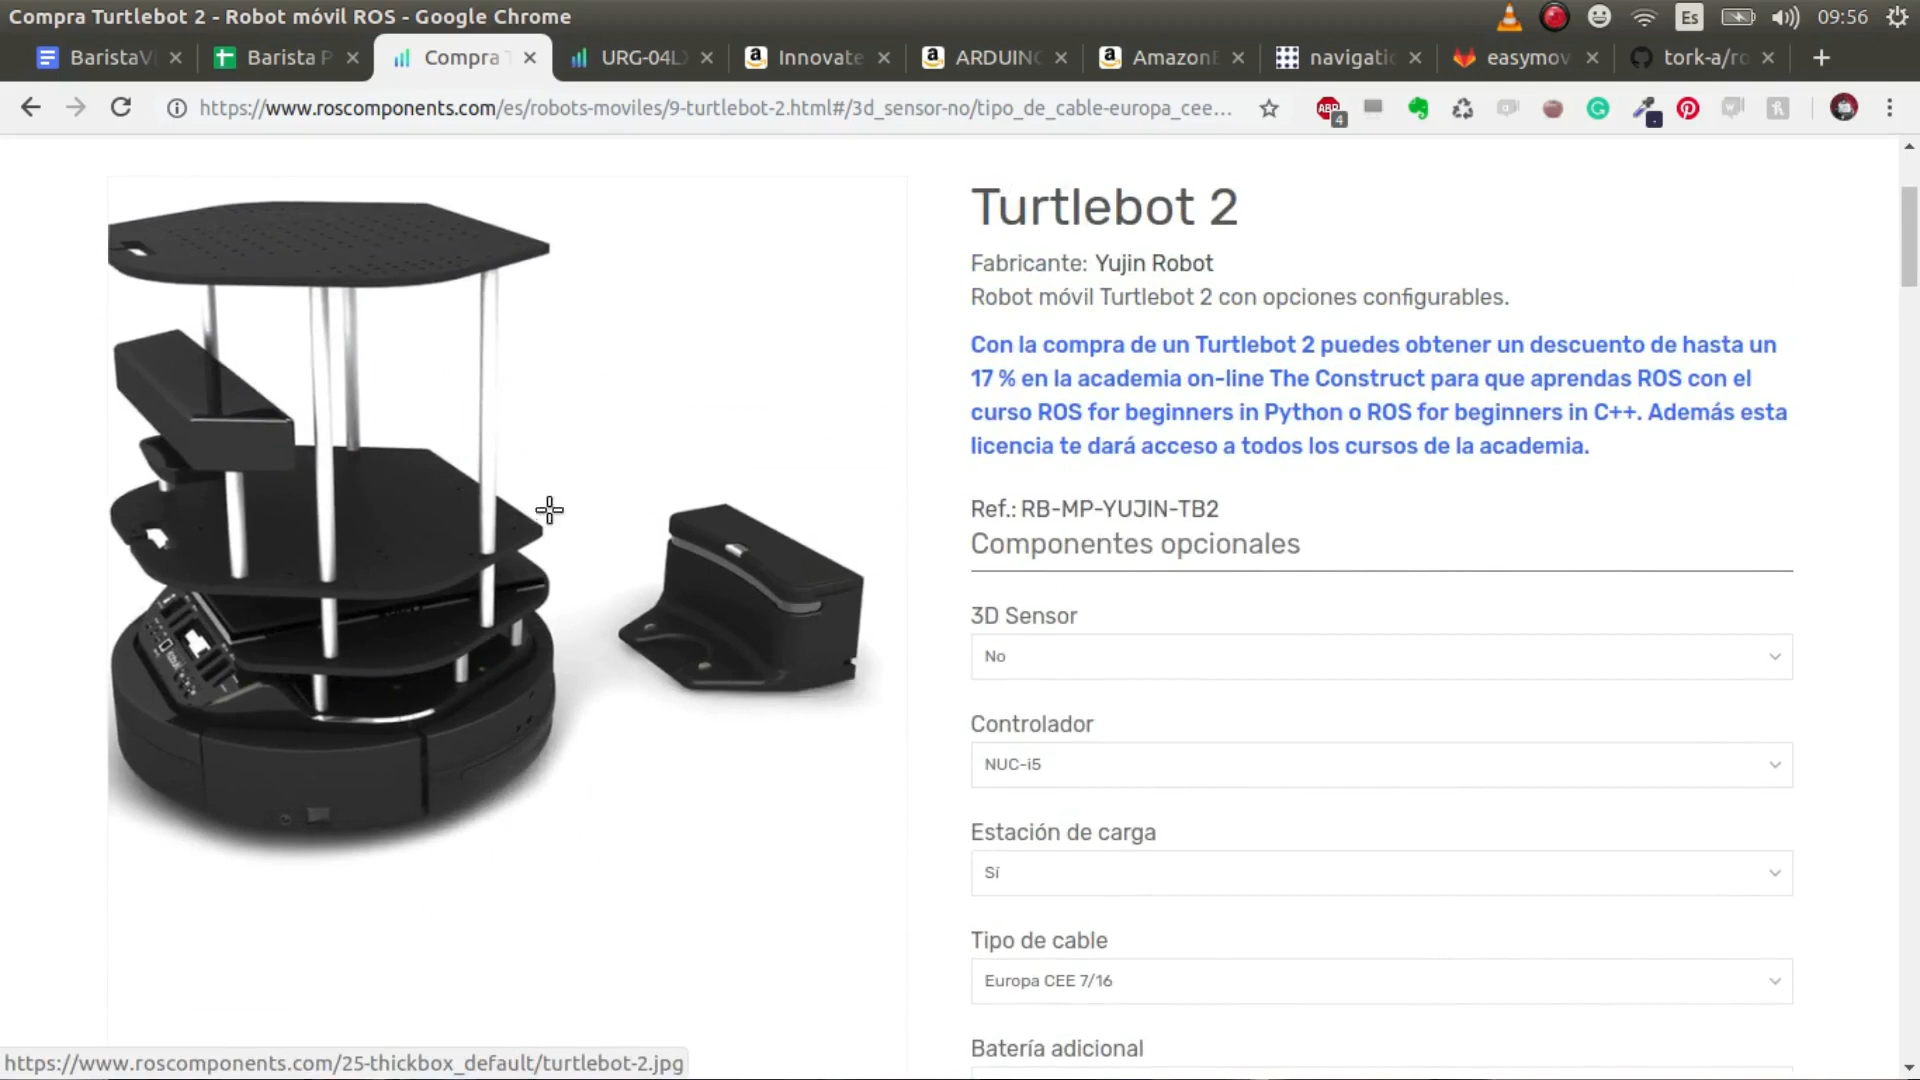 Compra Turtlebot 2 - Robot móvil ROS - Google Chrome
Es
09:56
BaristaV
Barista P
Compra T
URG-04L
Innovate
ARDUIN
Amazon
navigati
easymov
tork-a/ro
https://www.roscomponents.com/es/robots-moviles/9-turtlebot-2.html#/3d_sensor-no/tipo_de_cable-europa_cee...
ABP
4
Turtlebot 2
Fabricante: Yujin Robot
Robot móvil Turtlebot 2 con opciones configurables.
Con la compra de un Turtlebot 2 puedes obtener un descuento de hasta un
17 % en la academia on-line The Construct para que aprendas ROS con el
curso ROS for beginners in Python o ROS for beginners in C++. Además esta
licencia te dará acceso a todos los cursos de la academia.
Ref.: RB-MP-YUJIN-TB2
Componentes opcionales
3D Sensor
No
Controlador
NUC-i5
Estación de carga
Sí
Tipo de cable
Europa CEE 7/16
Batería adicional
https://www.roscomponents.com/25-thickbox_default/turtlebot-2.jpg